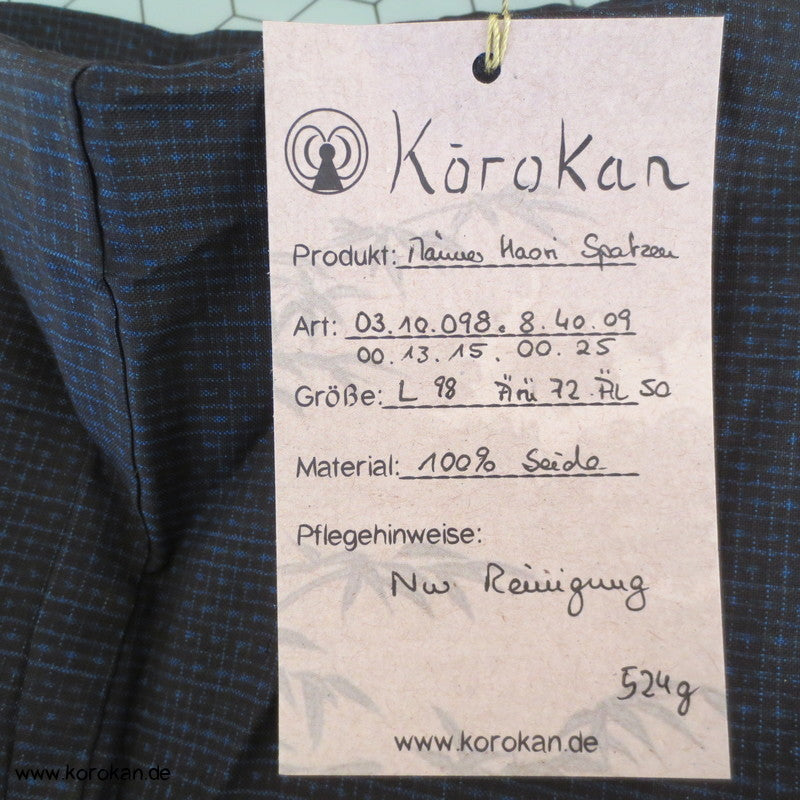 Kōrokan
Produkt: Männer Haori Spatzen
Art: 03.10.098.8.40.09
00.13.15.00.25
Größe: L 98 Ärü 72 ÄL 50
Material: 100% Seide
Pflegehinweise:
Nur Reinigung
524g
www.korokan.de
www.korokan.de